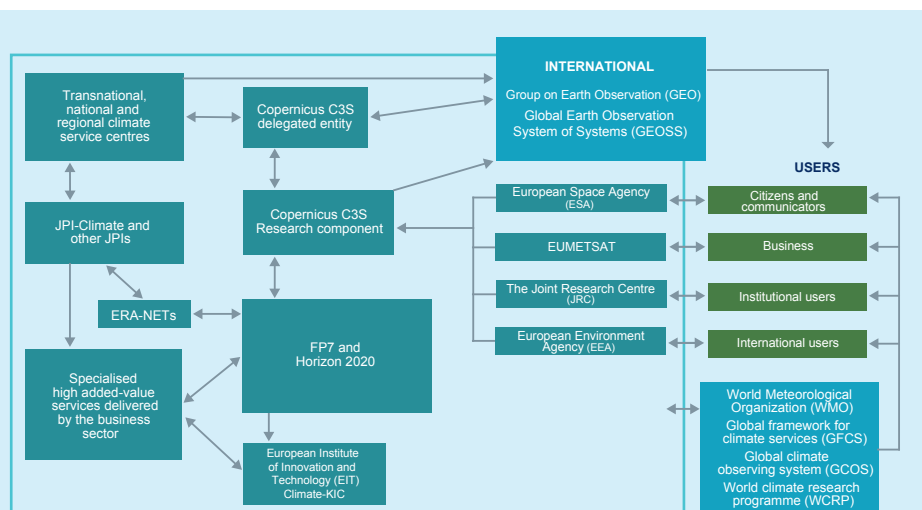 INTERNATIONAL
Group on Earth Observation (GEO)
Global Earth Observation
System of Systems (GEOSS)
Transnational,
national and
regional climate
service centres
Copernicus C3S
delegated entity
USERS
European Space Agency
(ESA)
Citizens and
communicators
JPI-Climate and
other JPIs
Copernicus C3S
Research component
EUMETSAT
Business
The Joint Research Centre
(JRC)
Institutional users
ERA-NETs
FP7 and
Horizon 2020
European Environment
Agency (EEA)
International users
Specialised
high added-value
services delivered
by the business
sector
World Meteorological
Organization (WMO)
Global framework for
climate services (GFCS)
Global climate
observing system (GCOS)
World climate research
programme (WCRP)
European Institute
of Innovation and
Technology (EIT)
Climate-KIC